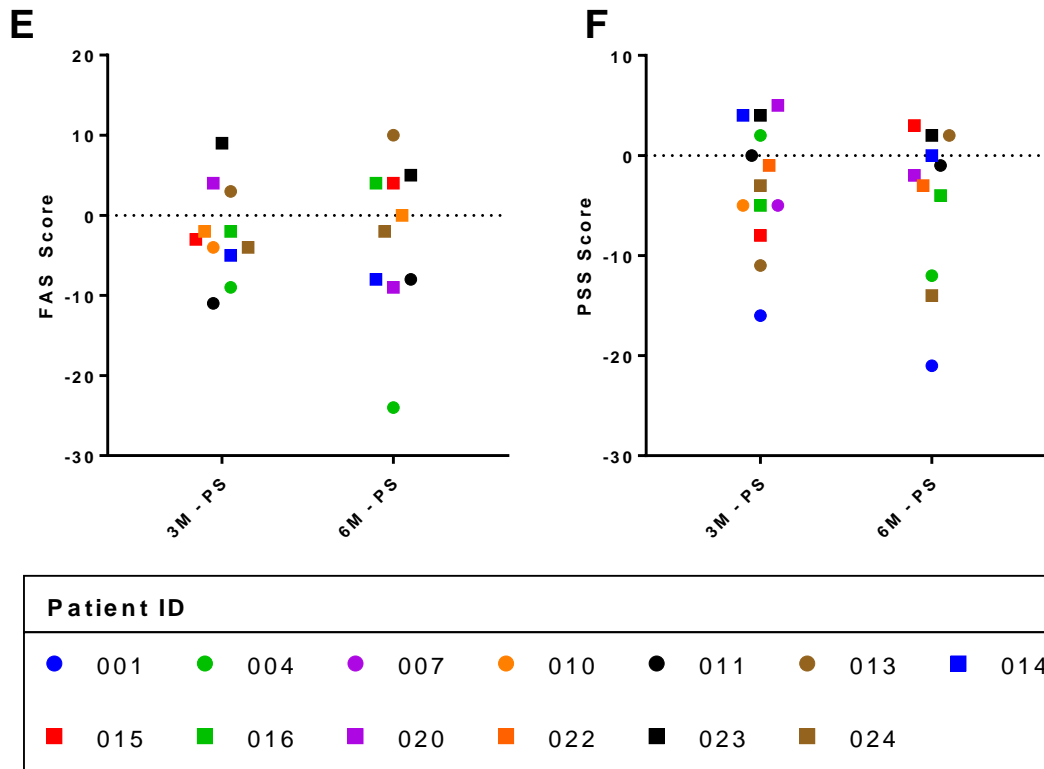 E
F
FAS Score
20
10
0
-10
-20
-30
3M - PS
6M - PS
PSS Score
10
0
-10
-20
-30
3M - PS
6M - PS
Patient ID
001 004 007 010 011 013 014
015 016 020 022 023 024